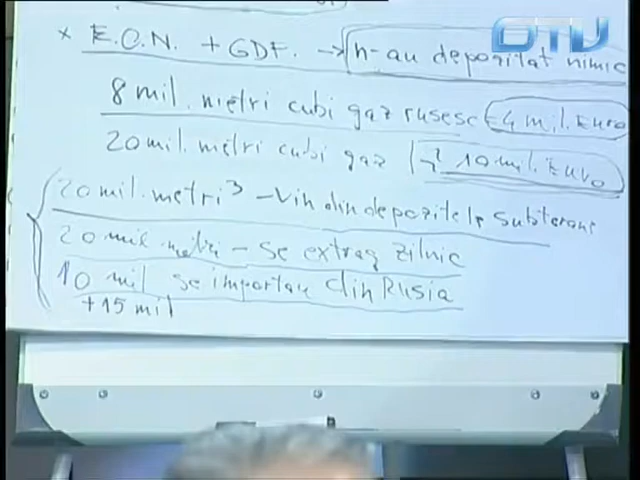 OTV
x E.O.N. + GDF. → n-au depozitat nimic
8 mil. metri cubi gaz rusesc = 4 mil. Euro
20 mil. metri cubi gaz 10 mil. Euro
20 mil. metri³ - Vin din depozitele subterane
20 mil metri - se extrag zilnic
10 mil se importau din Rusia
+15 mil